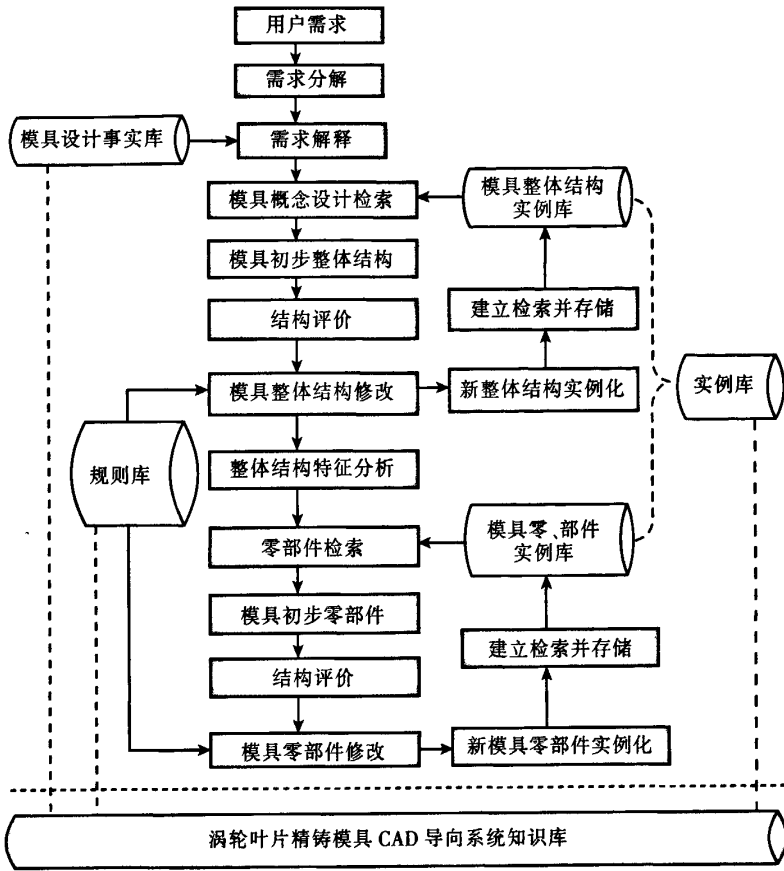 用户需求
需求分解
模具设计事实库
需求解释
模具概念设计检索
模具整体结构
实例库
模具初步整体结构
结构评价
建立检索并存储
模具整体结构修改
新整体结构实例化
实例库
规则库
整体结构特征分析
零部件检索
模具零、部件
实例库
模具初步零部件
建立检索并存储
结构评价
模具零部件修改
新模具零部件实例化
涡轮叶片精铸模具 CAD 导向系统知识库